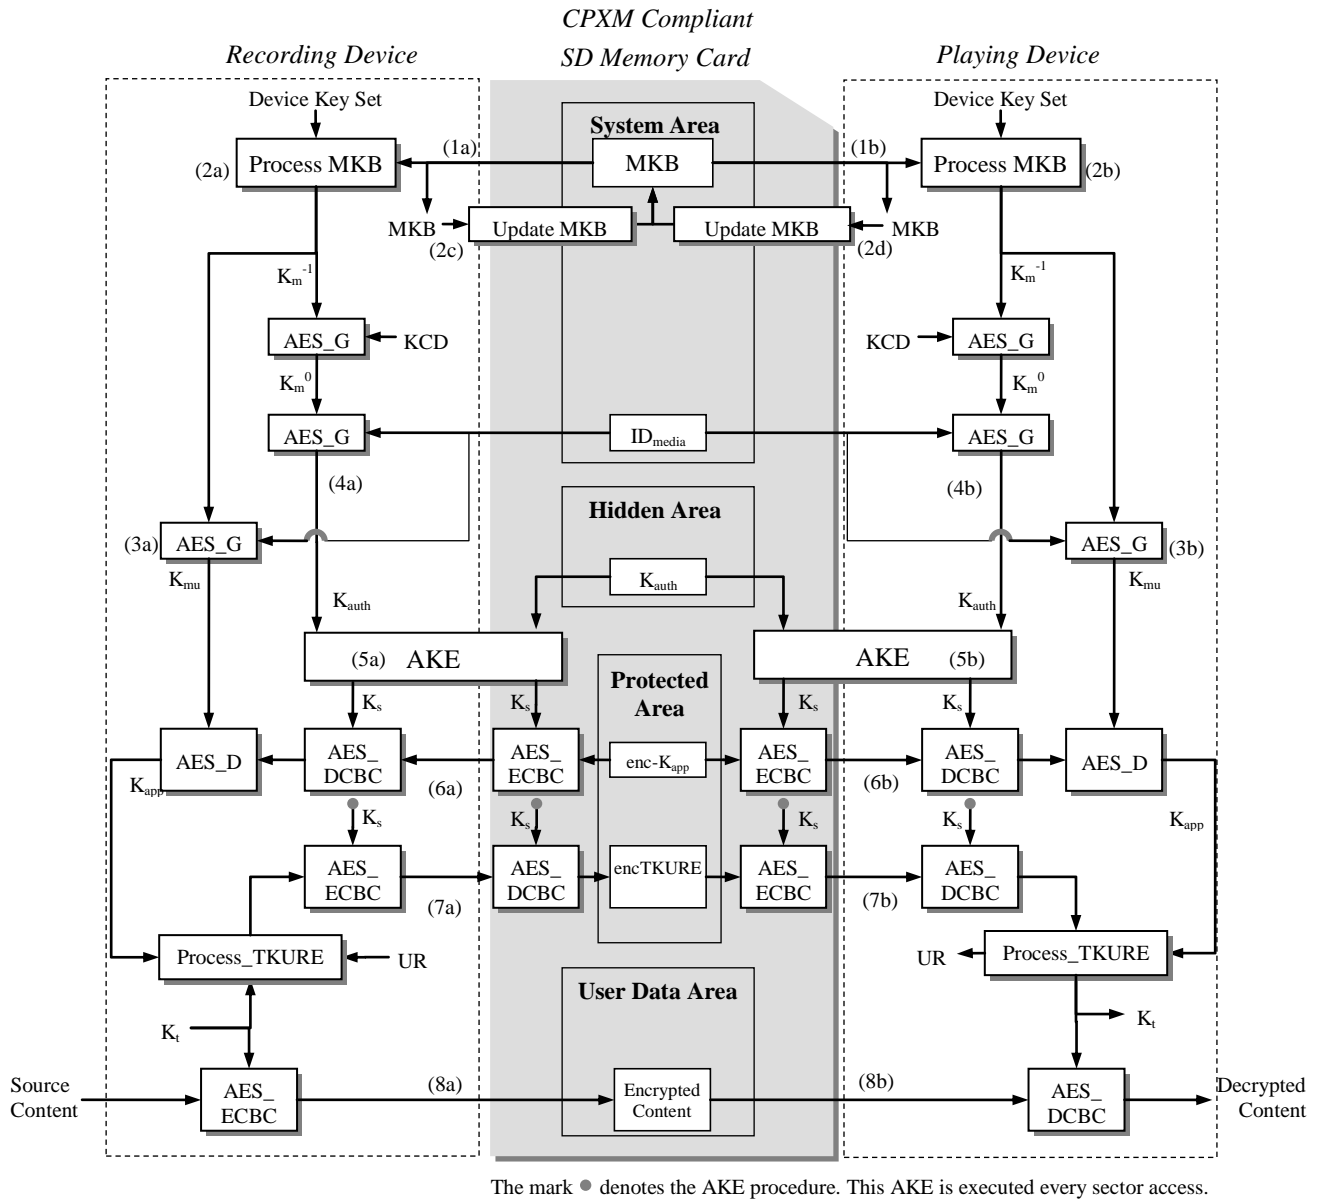 CPXM Compliant
SD Memory Card
Recording Device
Playing Device
Device Key Set
Device Key Set
System Area
(1a)
(1b)
(2a)
Process MKB
MKB
Process MKB
(2b)
MKB
Update MKB
Update MKB
MKB
(2c)
(2d)
Km-1
Km-1
AES_G
KCD
KCD
AES_G
Km0
Km0
AES_G
IDmedia
AES_G
(4a)
(4b)
Hidden Area
(3a)
AES_G
AES_G
(3b)
Kmu
Kauth
Kmu
Kauth
Kauth
AKE
(5a)
AKE
(5b)
Protected
Area
Ks
Ks
Ks
Ks
AES_D
AES_
DCBC
AES_
ECBC
enc-Kapp
AES_
ECBC
AES_
DCBC
AES_D
Kapp
(6a)
(6b)
Ks
Ks
Ks
Ks
Kapp
AES_
ECBC
AES_
DCBC
encTKURE
AES_
ECBC
AES_
DCBC
(7a)
(7b)
Process_TKURE
UR
UR
Process_TKURE
User Data Area
Kt
Kt
Source
Content
AES_
ECBC
(8a)
Encrypted
Content
(8b)
AES_
DCBC
Decrypted
Content
The mark ● denotes the AKE procedure. This AKE is executed every sector access.